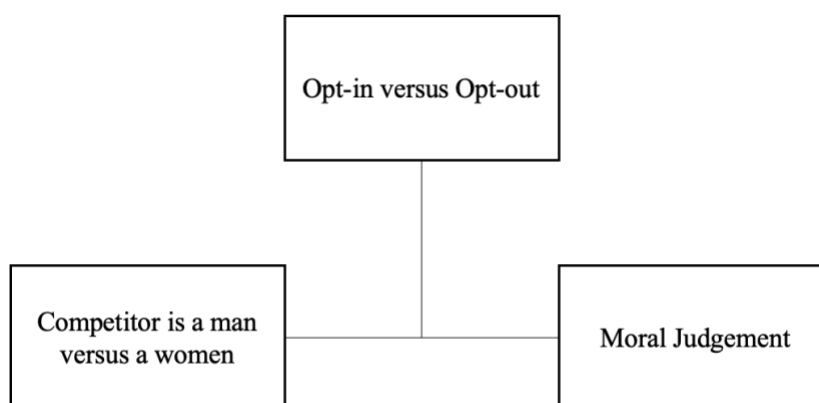 Opt-in versus Opt-out
Competitor is a man
versus a women
Moral Judgement